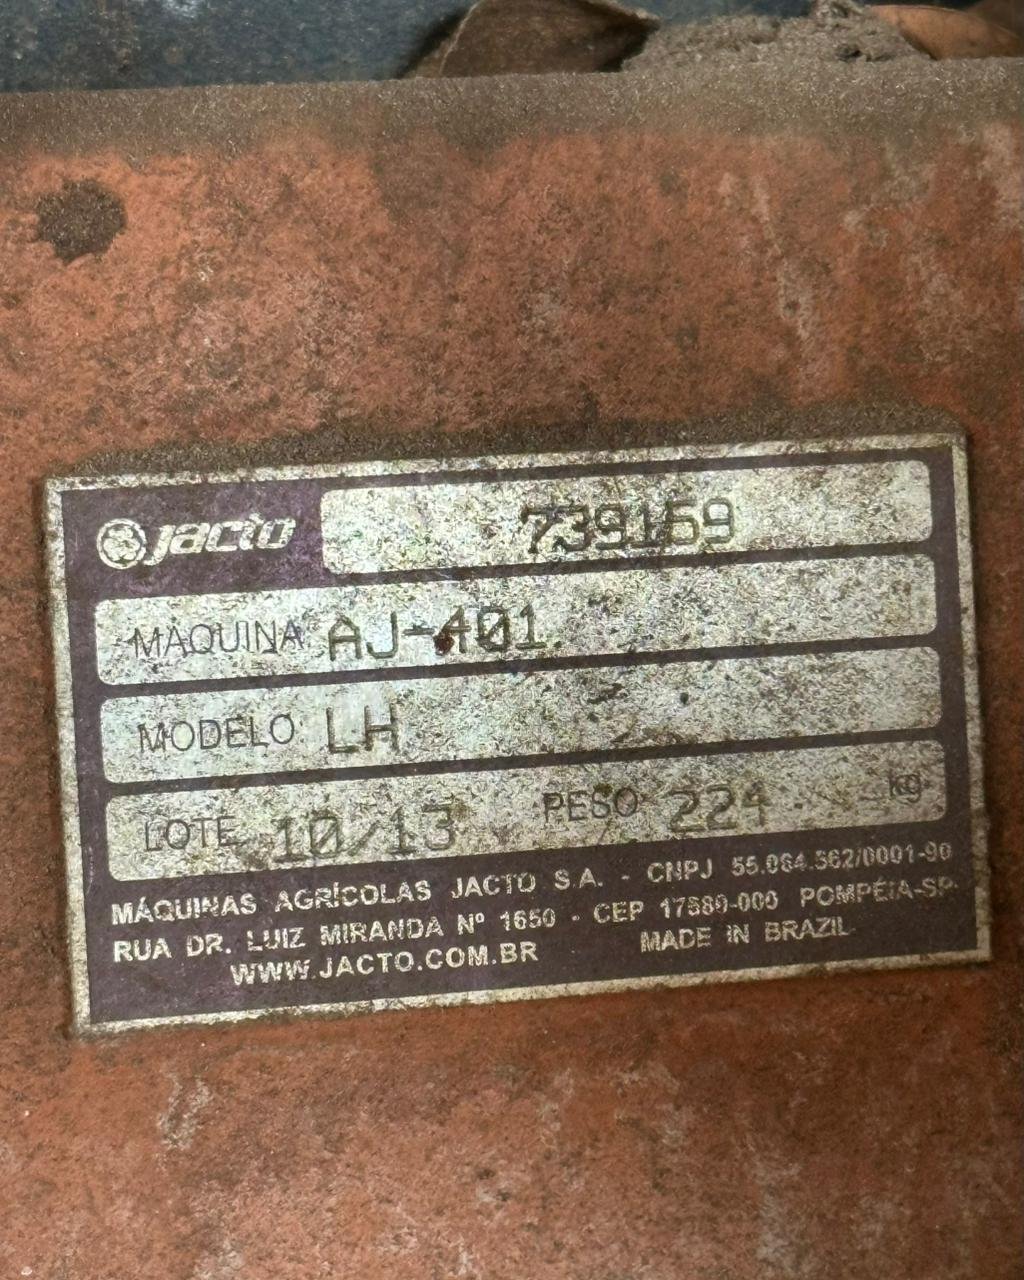 jacto 739159
MÁQUINA AJ-401
MODELO LH
LOTE 10/13 PESO 224 kg
MÁQUINAS AGRÍCOLAS JACTO S.A. - CNPJ 55.064.562/0001-90
RUA DR. LUIZ MIRANDA Nº 1650 - CEP 17580-000 POMPÉIA-SP
WWW.JACTO.COM.BR MADE IN BRAZIL